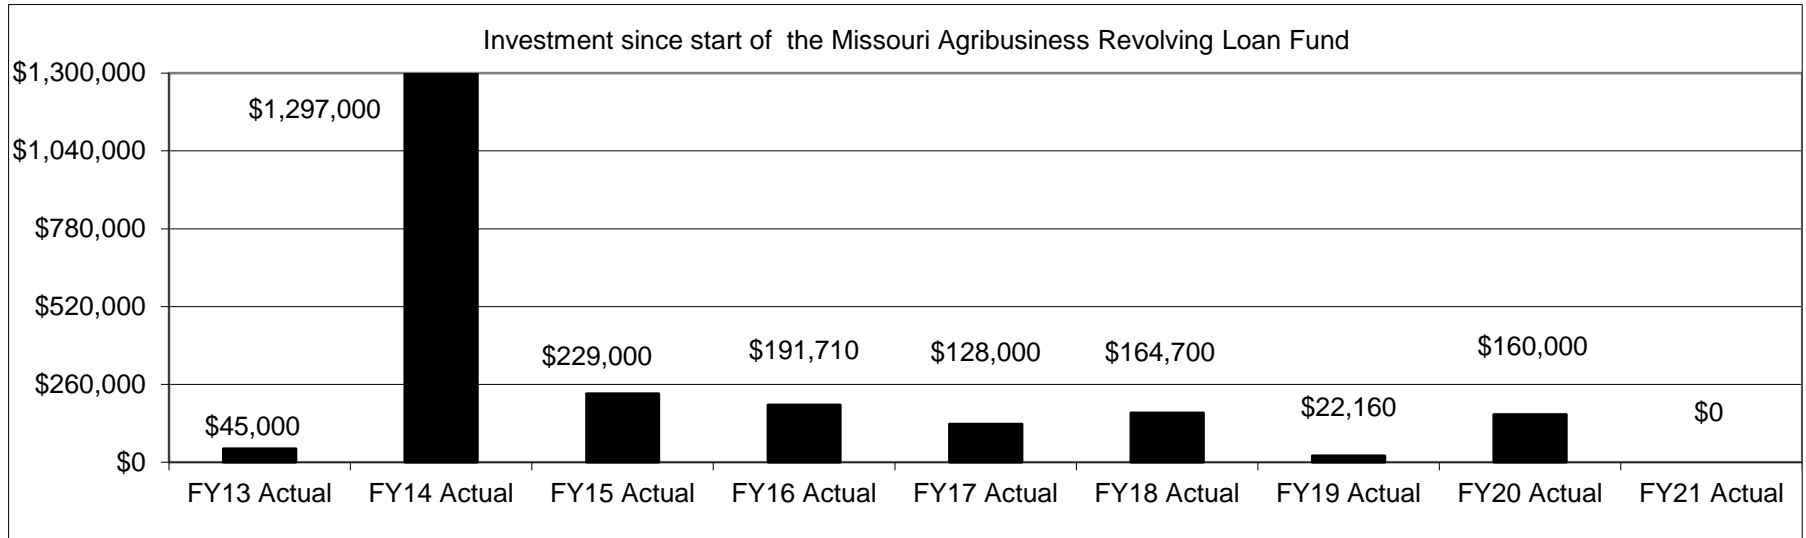 Investment since start of  the Missouri Agribusiness Revolving Loan Fund
$1,300,000
$1,040,000
$780,000
$520,000
$260,000
$0
$1,297,000
$45,000
$229,000
$191,710
$128,000
$164,700
$22,160
$160,000
$0
FY13 Actual
FY14 Actual
FY15 Actual
FY16 Actual
FY17 Actual
FY18 Actual
FY19 Actual
FY20 Actual
FY21 Actual